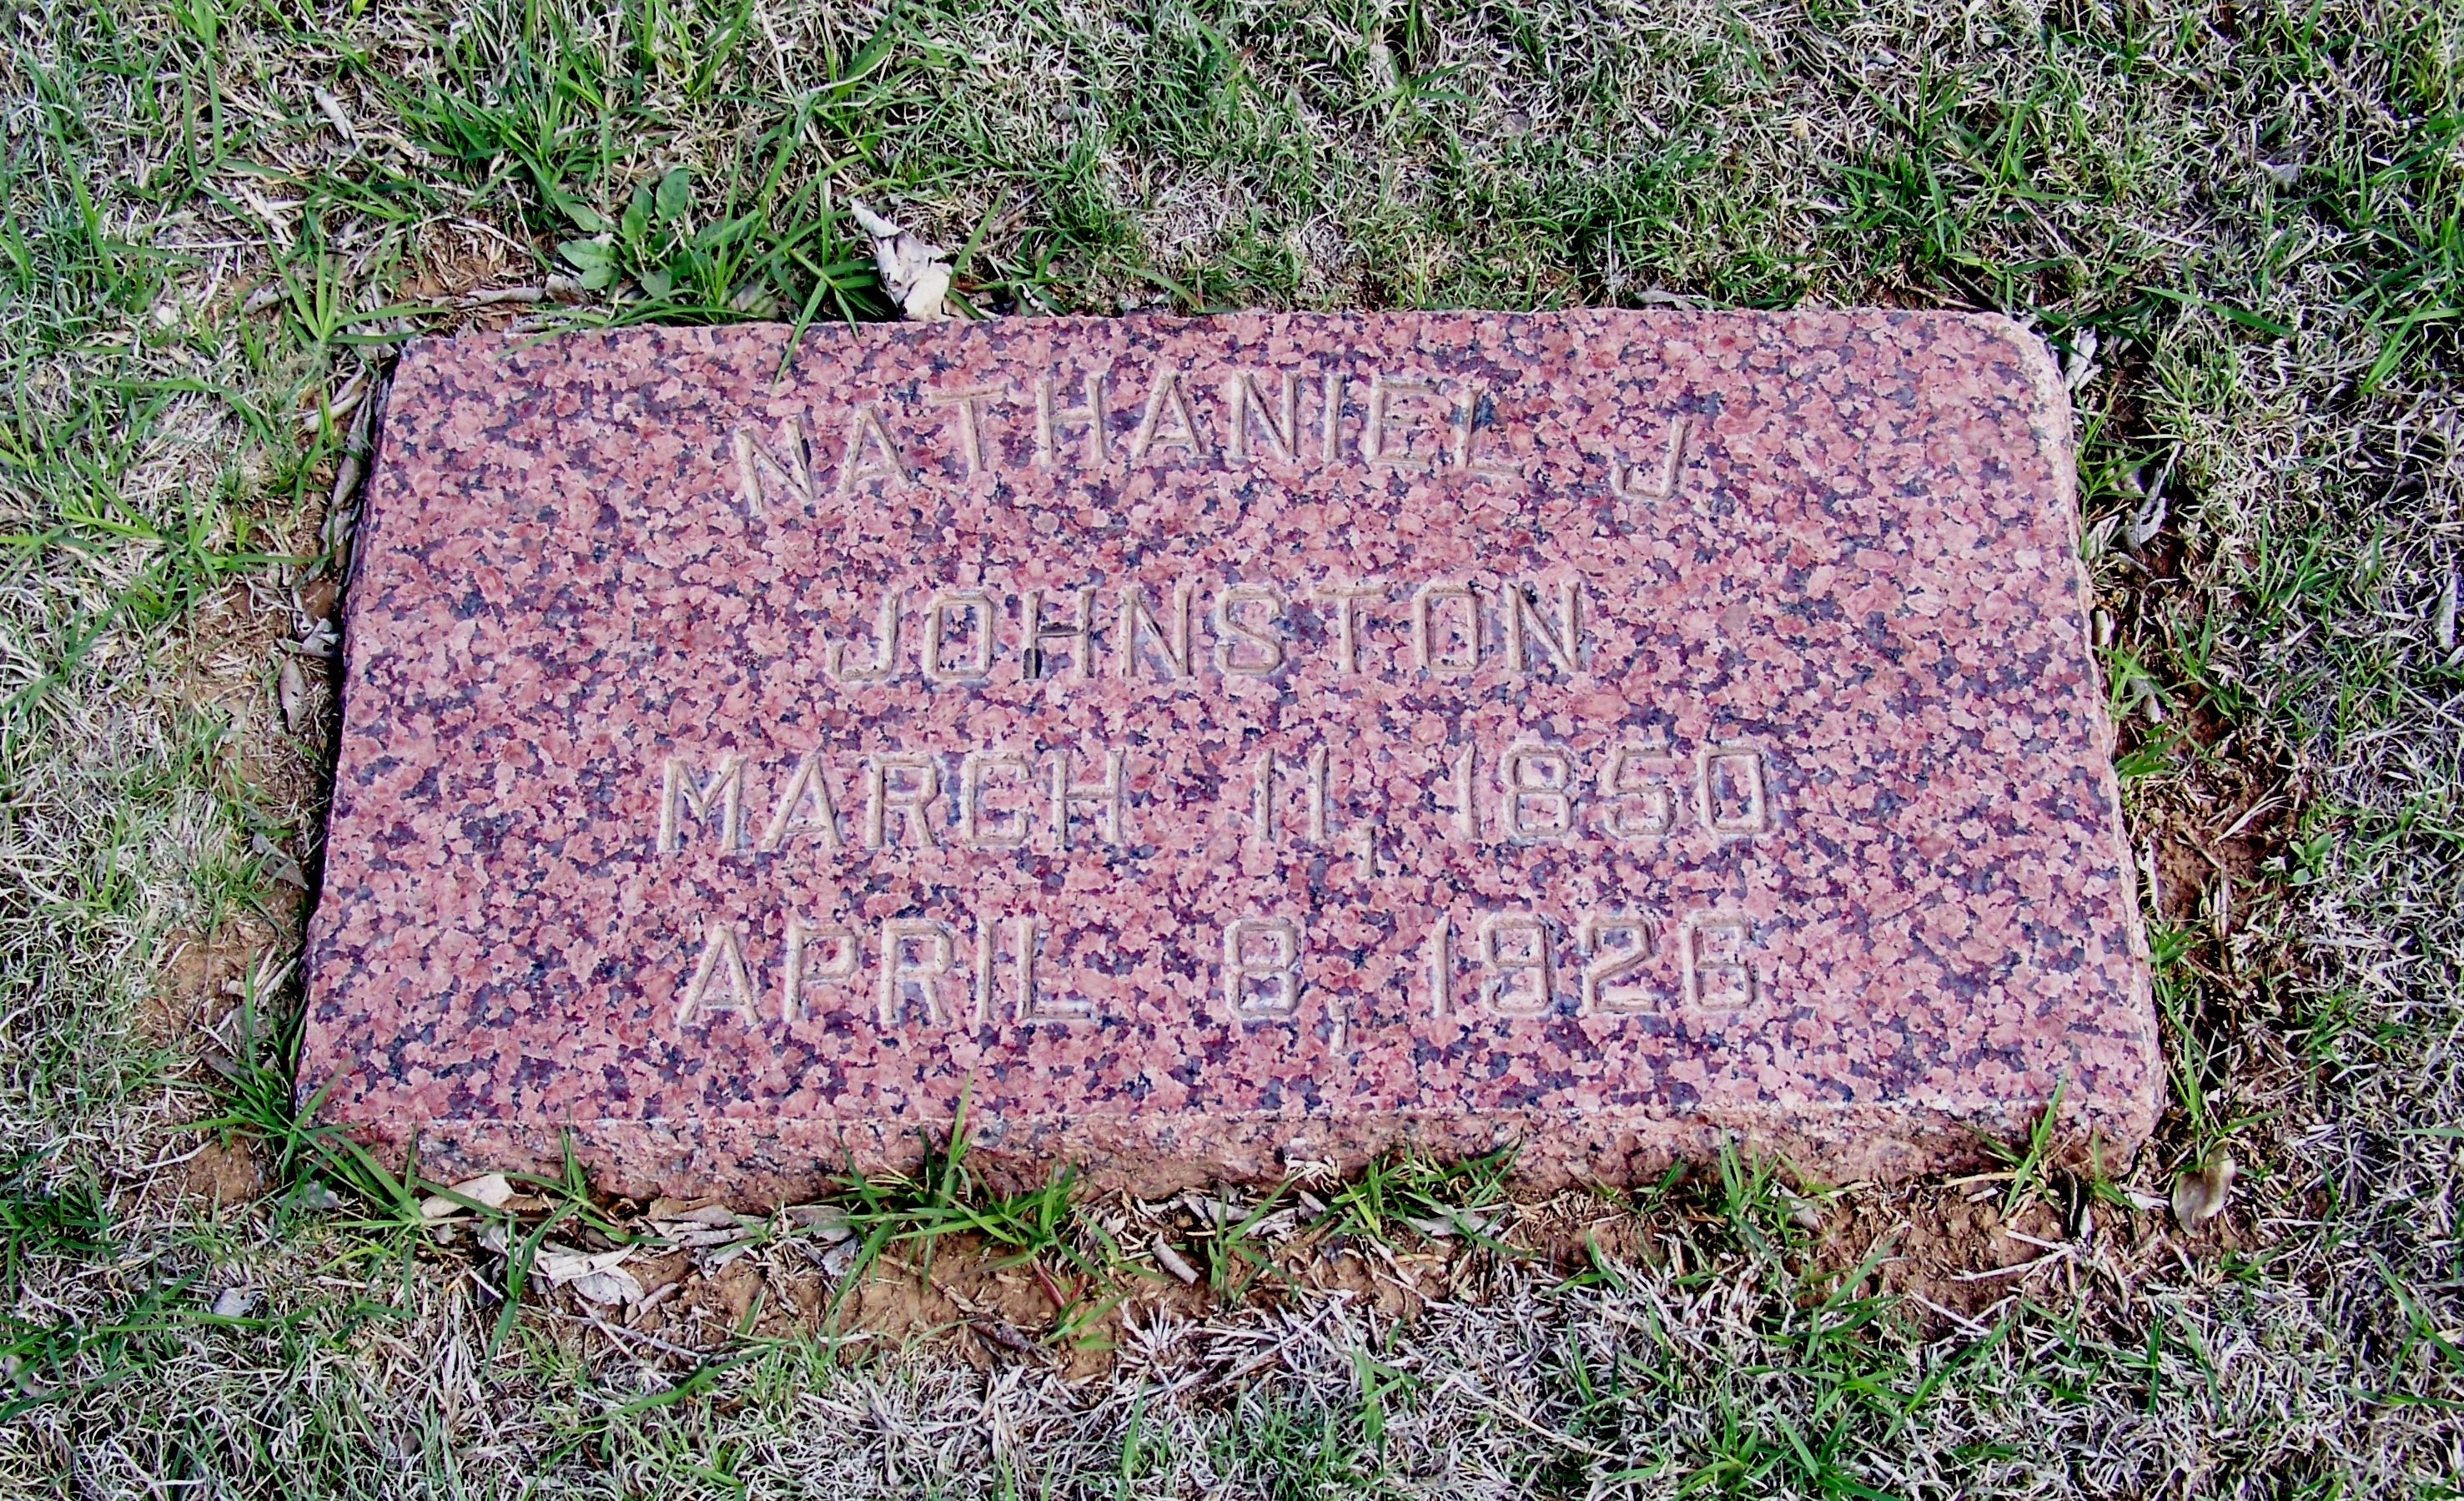 NATHANIEL J
JOHNSTON
MARCH 11, 1850
APRIL 8, 1926